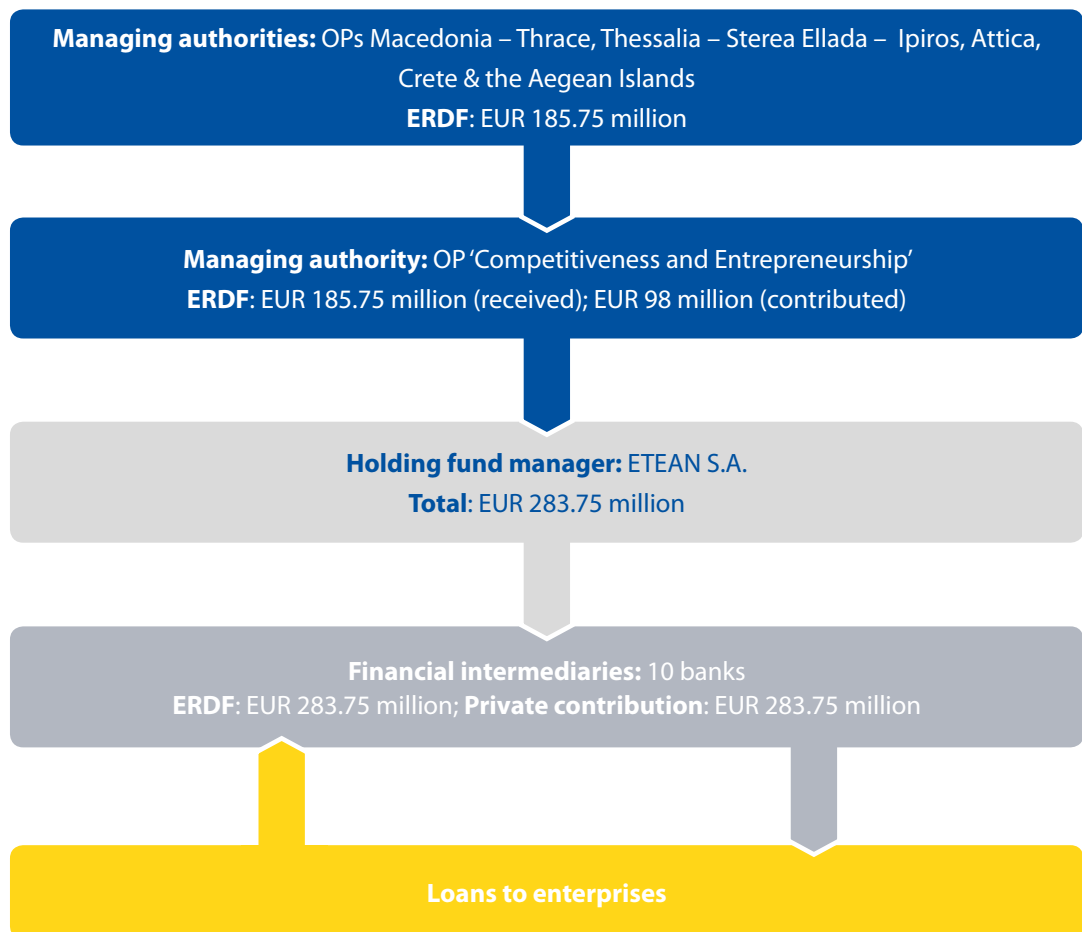 Managing authorities: OPs Macedonia – Thrace, Thessalia – Sterea Ellada – Ipiros, Attica,
Crete & the Aegean Islands
ERDF: EUR 185.75 million
Managing authority: OP ‘Competitiveness and Entrepreneurship’
ERDF: EUR 185.75 million (received); EUR 98 million (contributed)
Holding fund manager: ETEAN S.A.
Total: EUR 283.75 million
Financial intermediaries: 10 banks
ERDF: EUR 283.75 million; Private contribution: EUR 283.75 million
Loans to enterprises